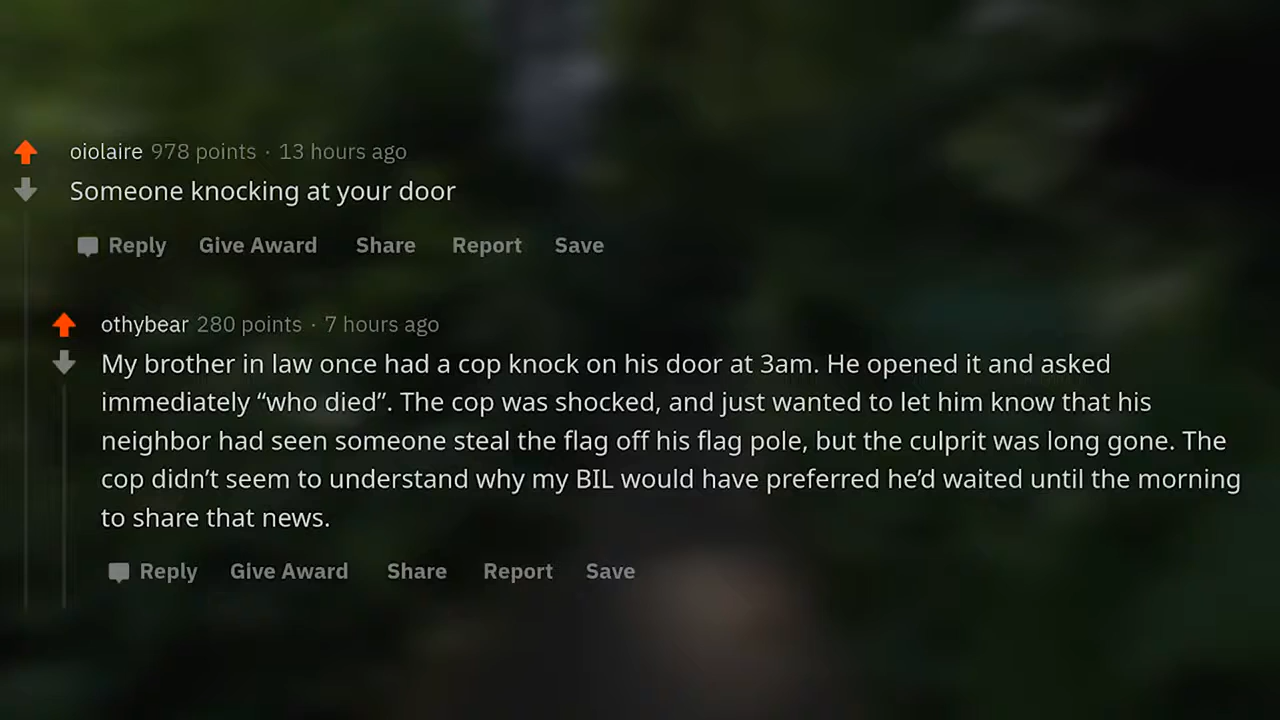 oiolaire 978 points · 13 hours ago
Someone knocking at your door
Reply Give Award Share Report Save
othybear 280 points · 7 hours ago
My brother in law once had a cop knock on his door at 3am. He opened it and asked
immediately “who died”. The cop was shocked, and just wanted to let him know that his
neighbor had seen someone steal the flag off his flag pole, but the culprit was long gone. The
cop didn’t seem to understand why my BIL would have preferred he’d waited until the morning
to share that news.
Reply Give Award Share Report Save